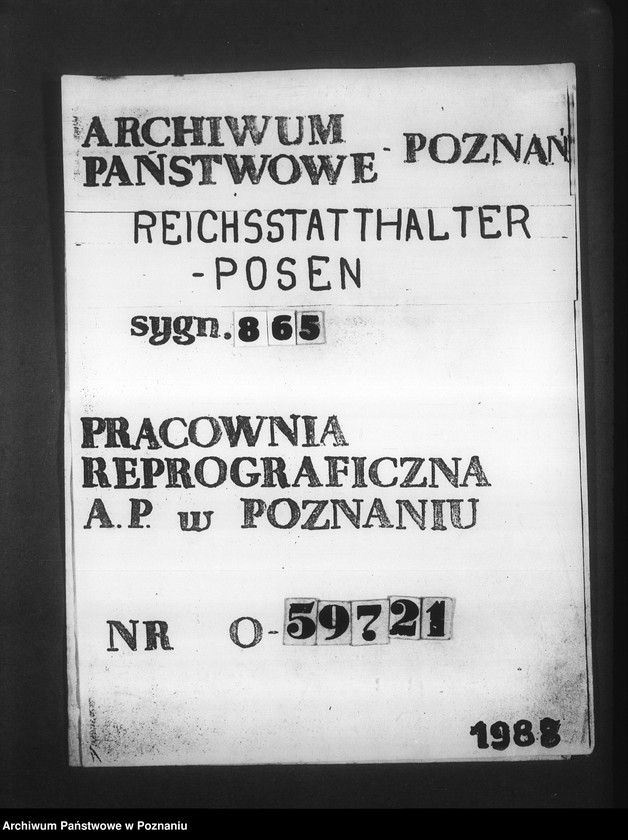 ARCHIWUM
PAŃSTWOWE - POZNAŃ
REICHSSTATTHALTER
-POSEN
sygn. 865
PRACOWNIA
REPROGRAFICZNA
A.P. w POZNANIU
NR O-59721
1988
Archiwum Państwowe w Poznaniu